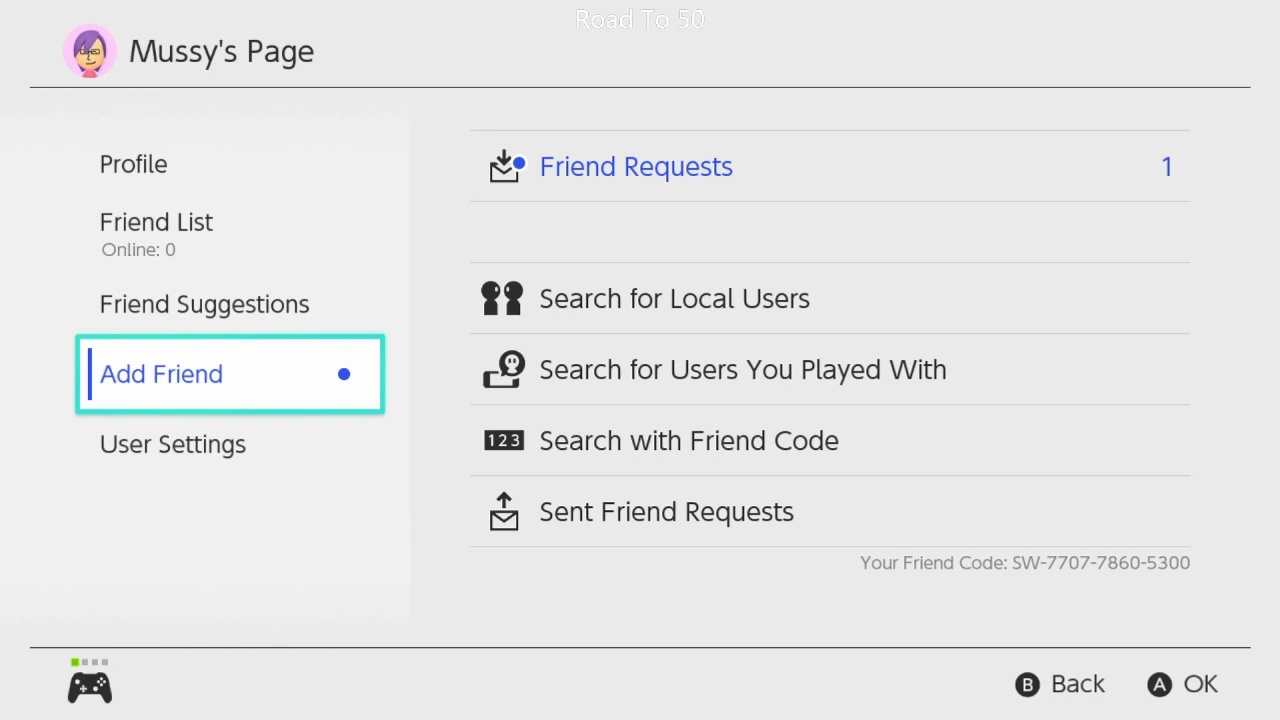 Road To 50
Mussy's Page
Profile
Friend List
Online: 0
Friend Suggestions
Add Friend
User Settings
Friend Requests 1
Search for Local Users
Search for Users You Played With
123 Search with Friend Code
Sent Friend Requests
Your Friend Code: SW-7707-7860-5300
B Back A OK